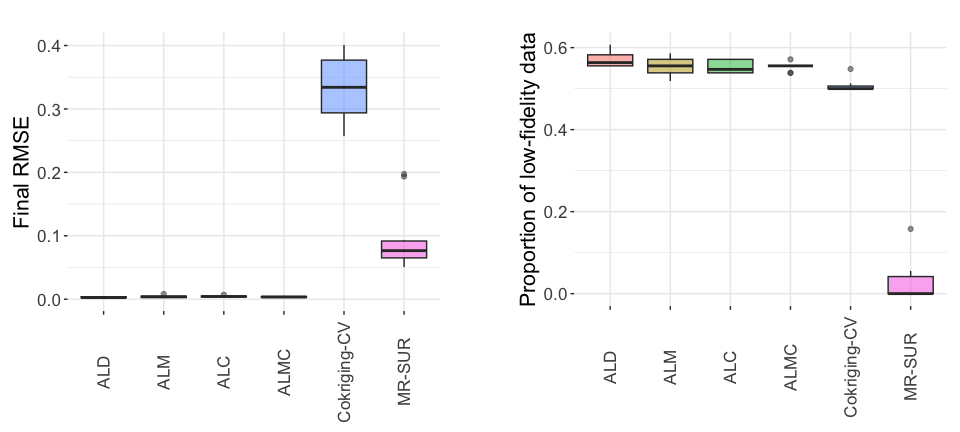 Final RMSE
0.4
0.3
0.2
0.1
0.0
ALD
ALM
ALC
ALMC
Cokriging-CV
MR-SUR
Proportion of low-fidelity data
0.6
0.4
0.2
0.0
ALD
ALM
ALC
ALMC
Cokriging-CV
MR-SUR